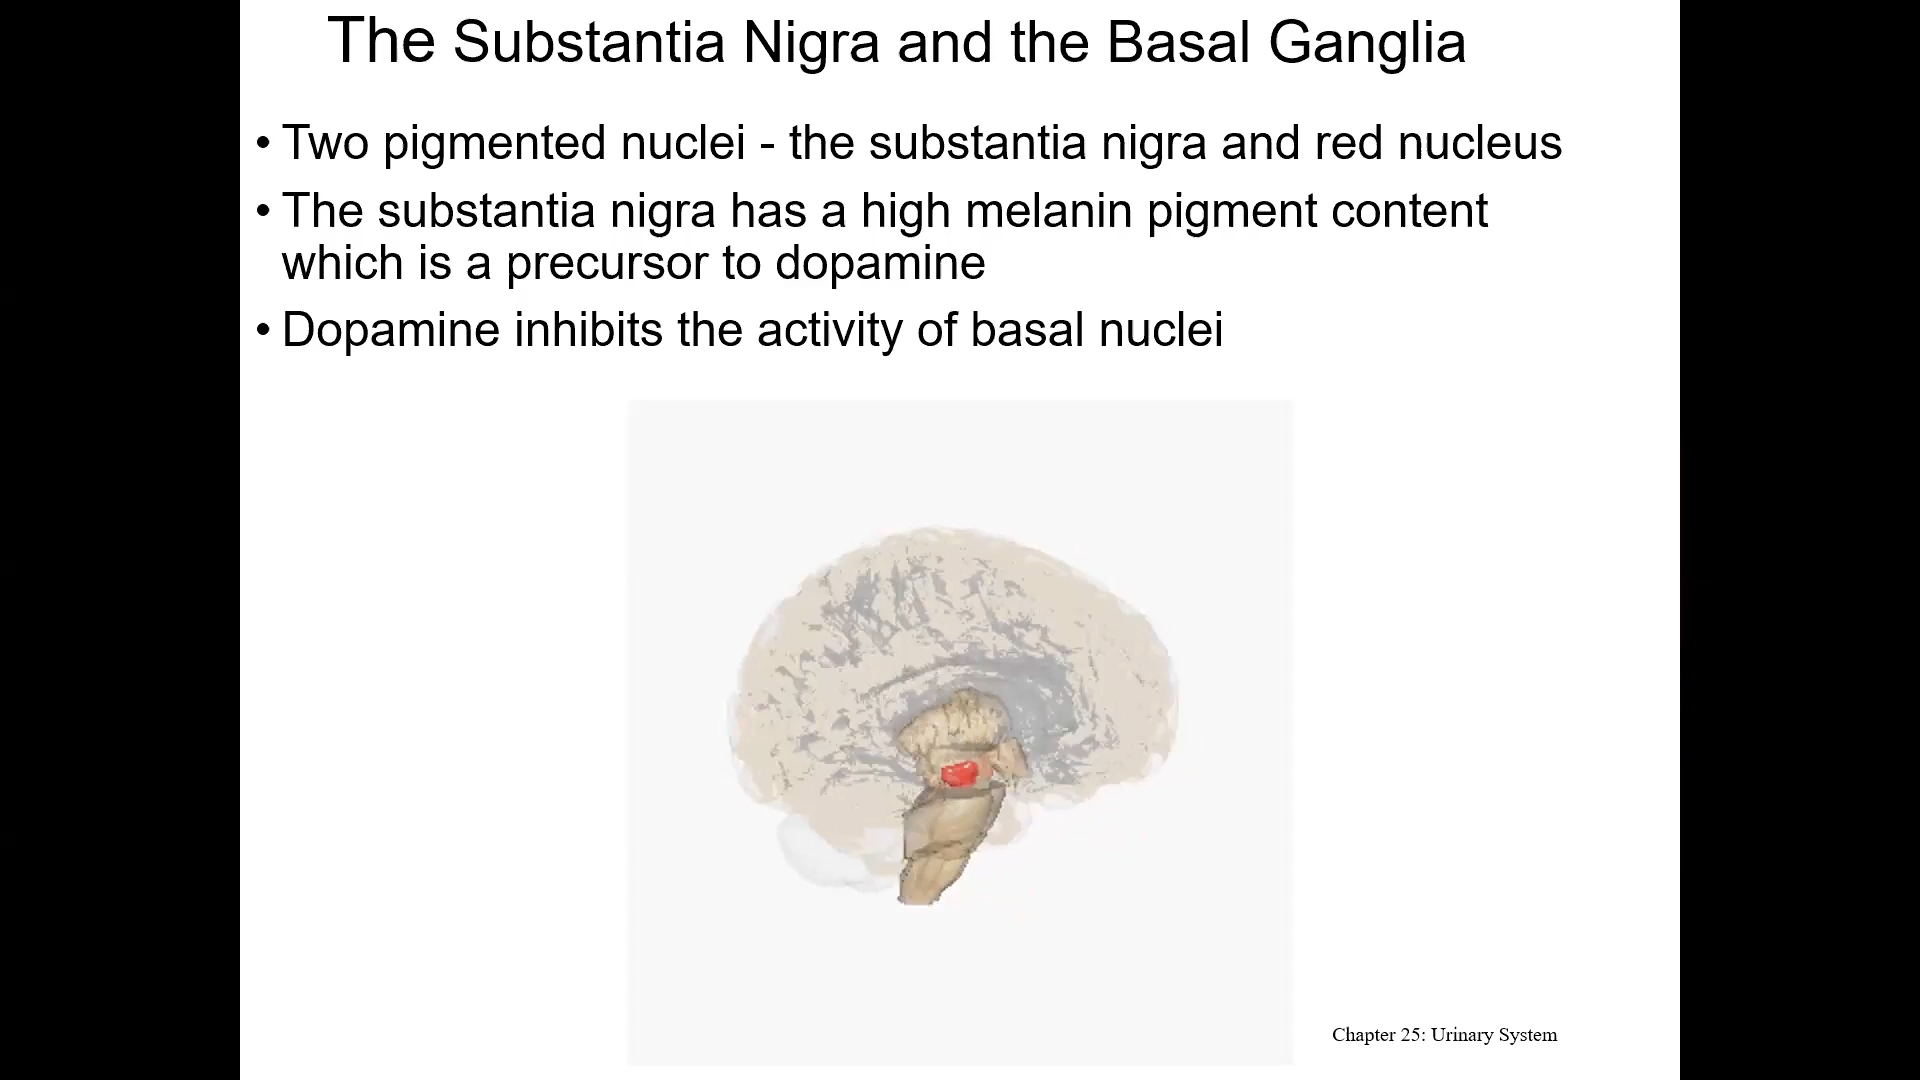 The Substantia Nigra and the Basal Ganglia
• Two pigmented nuclei - the substantia nigra and red nucleus
• The substantia nigra has a high melanin pigment content
which is a precursor to dopamine
• Dopamine inhibits the activity of basal nuclei
Chapter 25: Urinary System